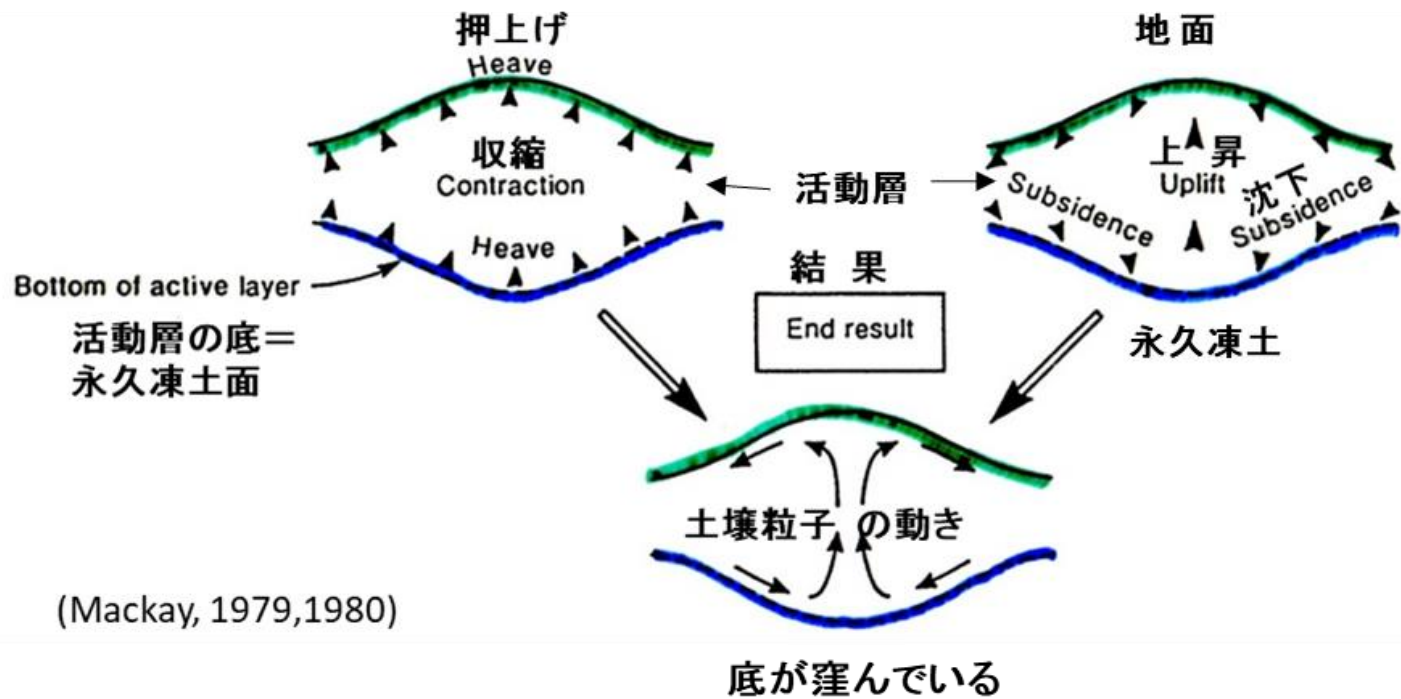 押上げ
Heave
収縮
Contraction
Heave
Bottom of active layer
活動層の底＝
永久凍土面
活動層
地面
上昇
Uplift
Subsidence
沈下
Subsidence
永久凍土
結果
End result
土壌粒子の動き
(Mackay, 1979,1980)
底が窪んでいる